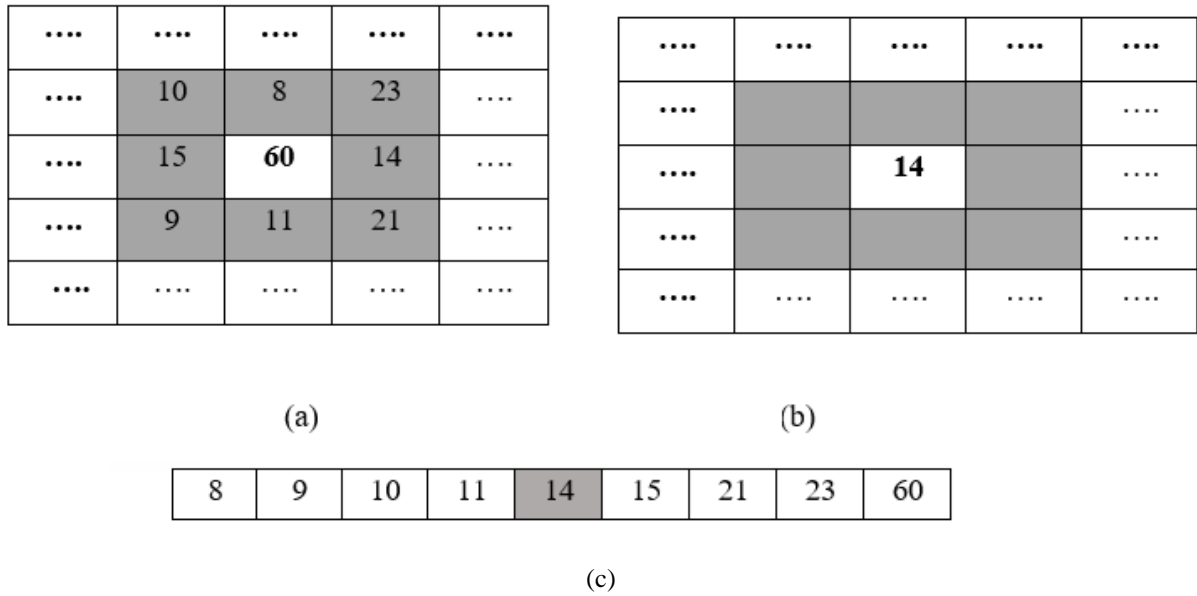 …. …. …. …. ….
…. 10 8 23 ….
…. 15 60 14 ….
…. 9 11 21 ….
…. …. …. …. ….
(a)
…. …. …. …. ….
…. ….
…. 14 ….
…. ….
…. …. …. …. ….
(b)
8 9 10 11 14 15 21 23 60
(c)